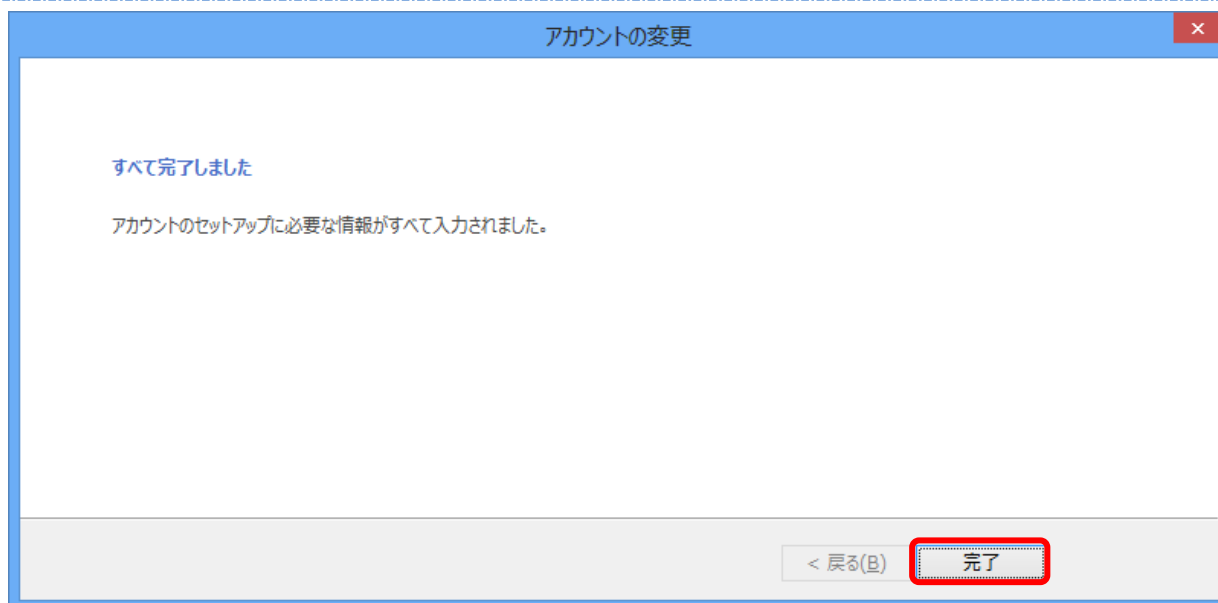 アカウントの変更
すべて完了しました
アカウントのセットアップに必要な情報がすべて入力されました。
< 戻る(B)
完了